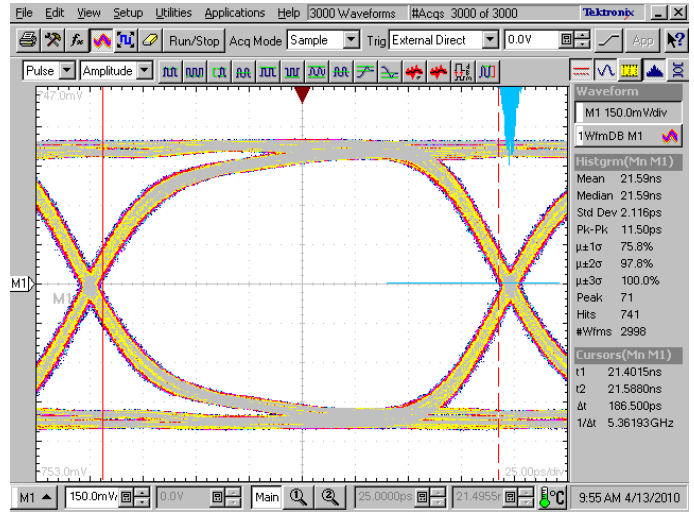 File Edit View Setup Utilities Applications Help 3000 Waveforms #Acqs 3000 of 3000 Tektronix
Run/Stop Acq Mode Sample Trig External Direct 0.0V App
Pulse Amplitude
747.0mV
Waveform
M1 150.0mV/div
1WfmDB M1
Histgrm(Mn M1)
Mean 21.59ns
Median 21.59ns
Std Dev 2.116ps
Pk-Pk 11.50ps
µ±1σ 75.8%
µ±2σ 97.8%
µ±3σ 100.0%
Peak 71
Hits 741
#Wfms 2998
M1
M1
Cursors(Mn M1)
t1 21.4015ns
t2 21.5880ns
Δt 186.500ps
1/Δt 5.36193GHz
-753.0mV 25.00ps/div
M1 150.0mV/ 0.0V Main 25.0000ps 21.4955r °C 9:55 AM 4/13/2010